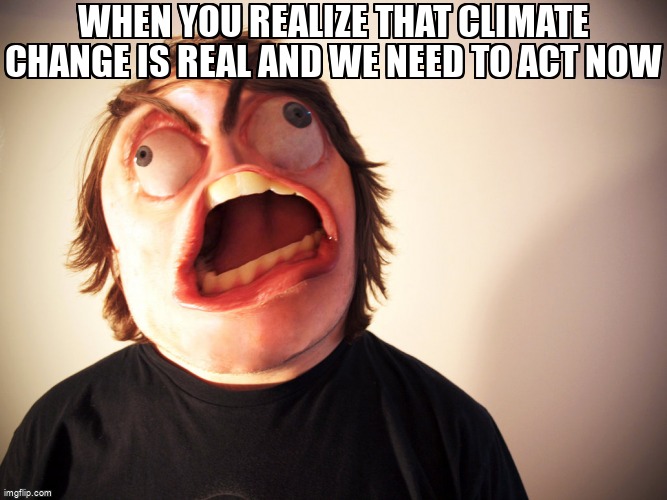 WHEN YOU REALIZE THAT CLIMATE
CHANGE IS REAL AND WE NEED TO ACT NOW
imgflip.com